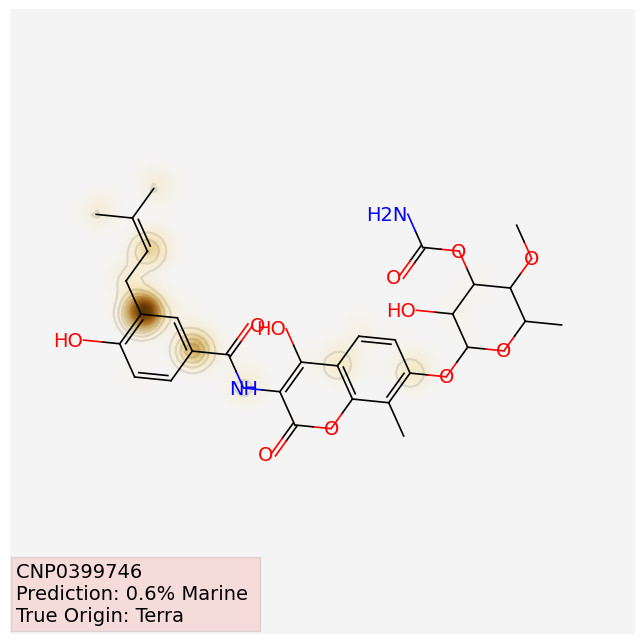 H2N
O
O
O
HO
HO
O
HO
O
NH
O
O
O
CNP0399746
Prediction: 0.6% Marine
True Origin: Terra